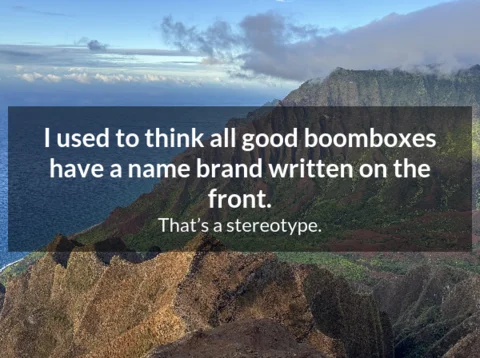 I used to think all good boomboxes
have a name brand written on the
front.
That's a stereotype.